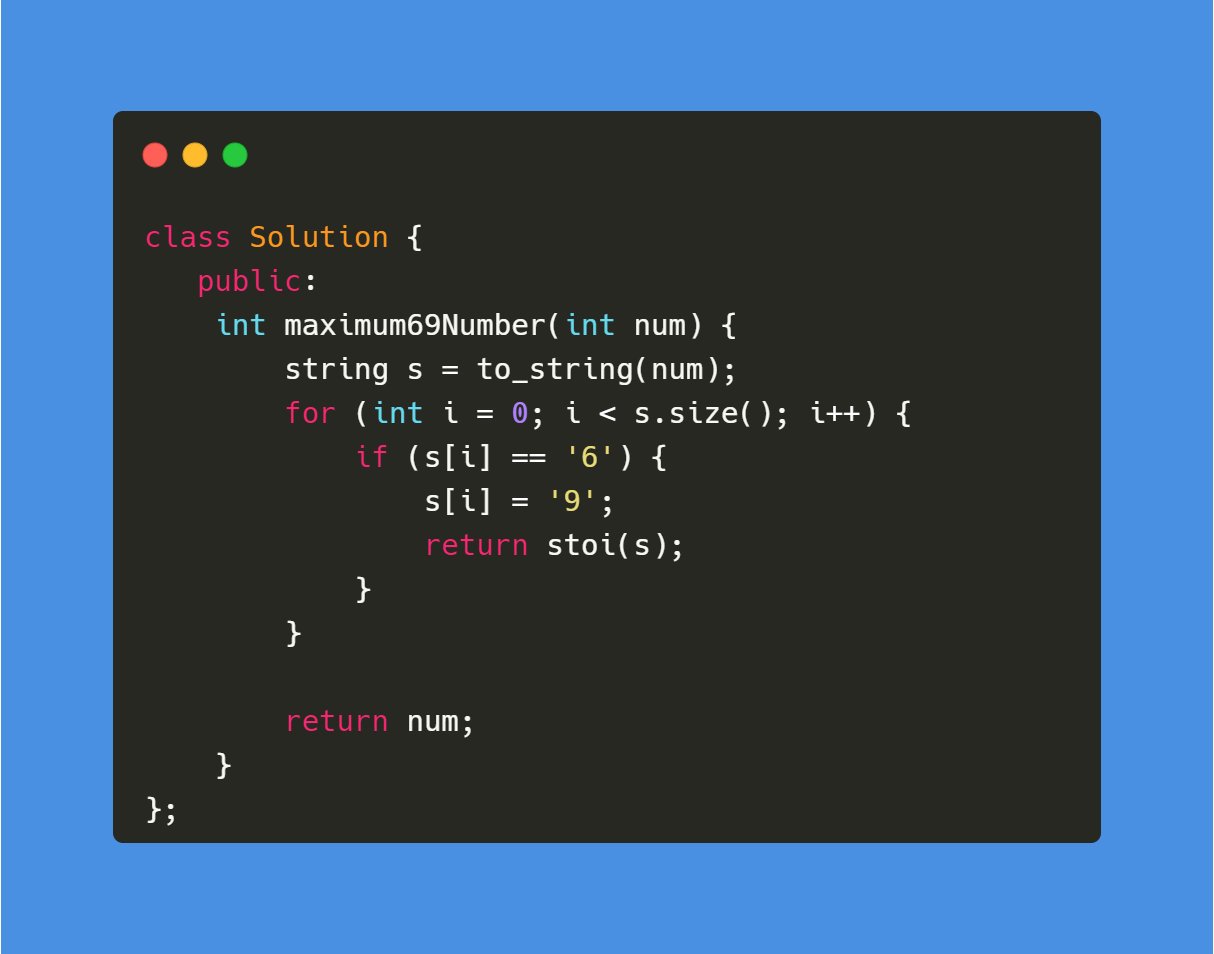 class Solution {
   public:
    int maximum69Number(int num) {
        string s = to_string(num);
        for (int i = 0; i < s.size(); i++) {
            if (s[i] == '6') {
                s[i] = '9';
                return stoi(s);
            }
        }

        return num;
    }
};